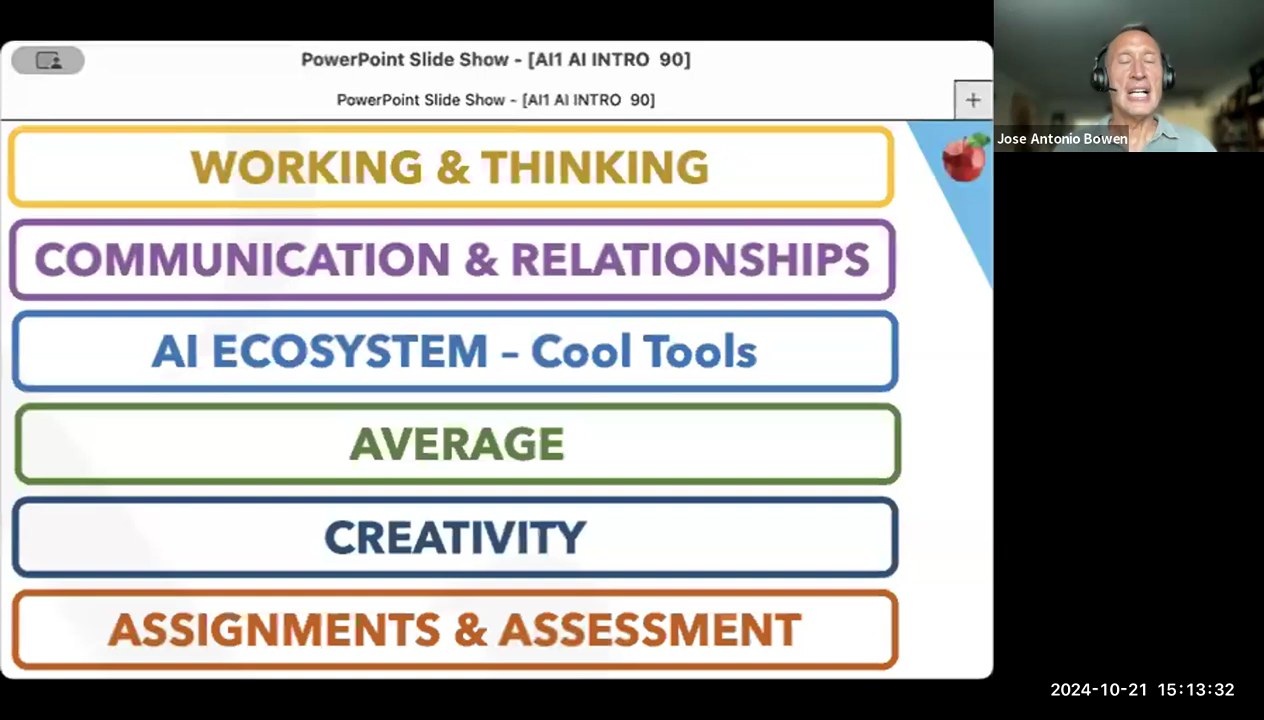 PowerPoint Slide Show - [AI1 AI INTRO 90]
PowerPoint Slide Show - [AI1 AI INTRO 90]
+
WORKING & THINKING
COMMUNICATION & RELATIONSHIPS
AI ECOSYSTEM – Cool Tools
AVERAGE
CREATIVITY
ASSIGNMENTS & ASSESSMENT
Jose Antonio Bowen
2024-10-21 15:13:32